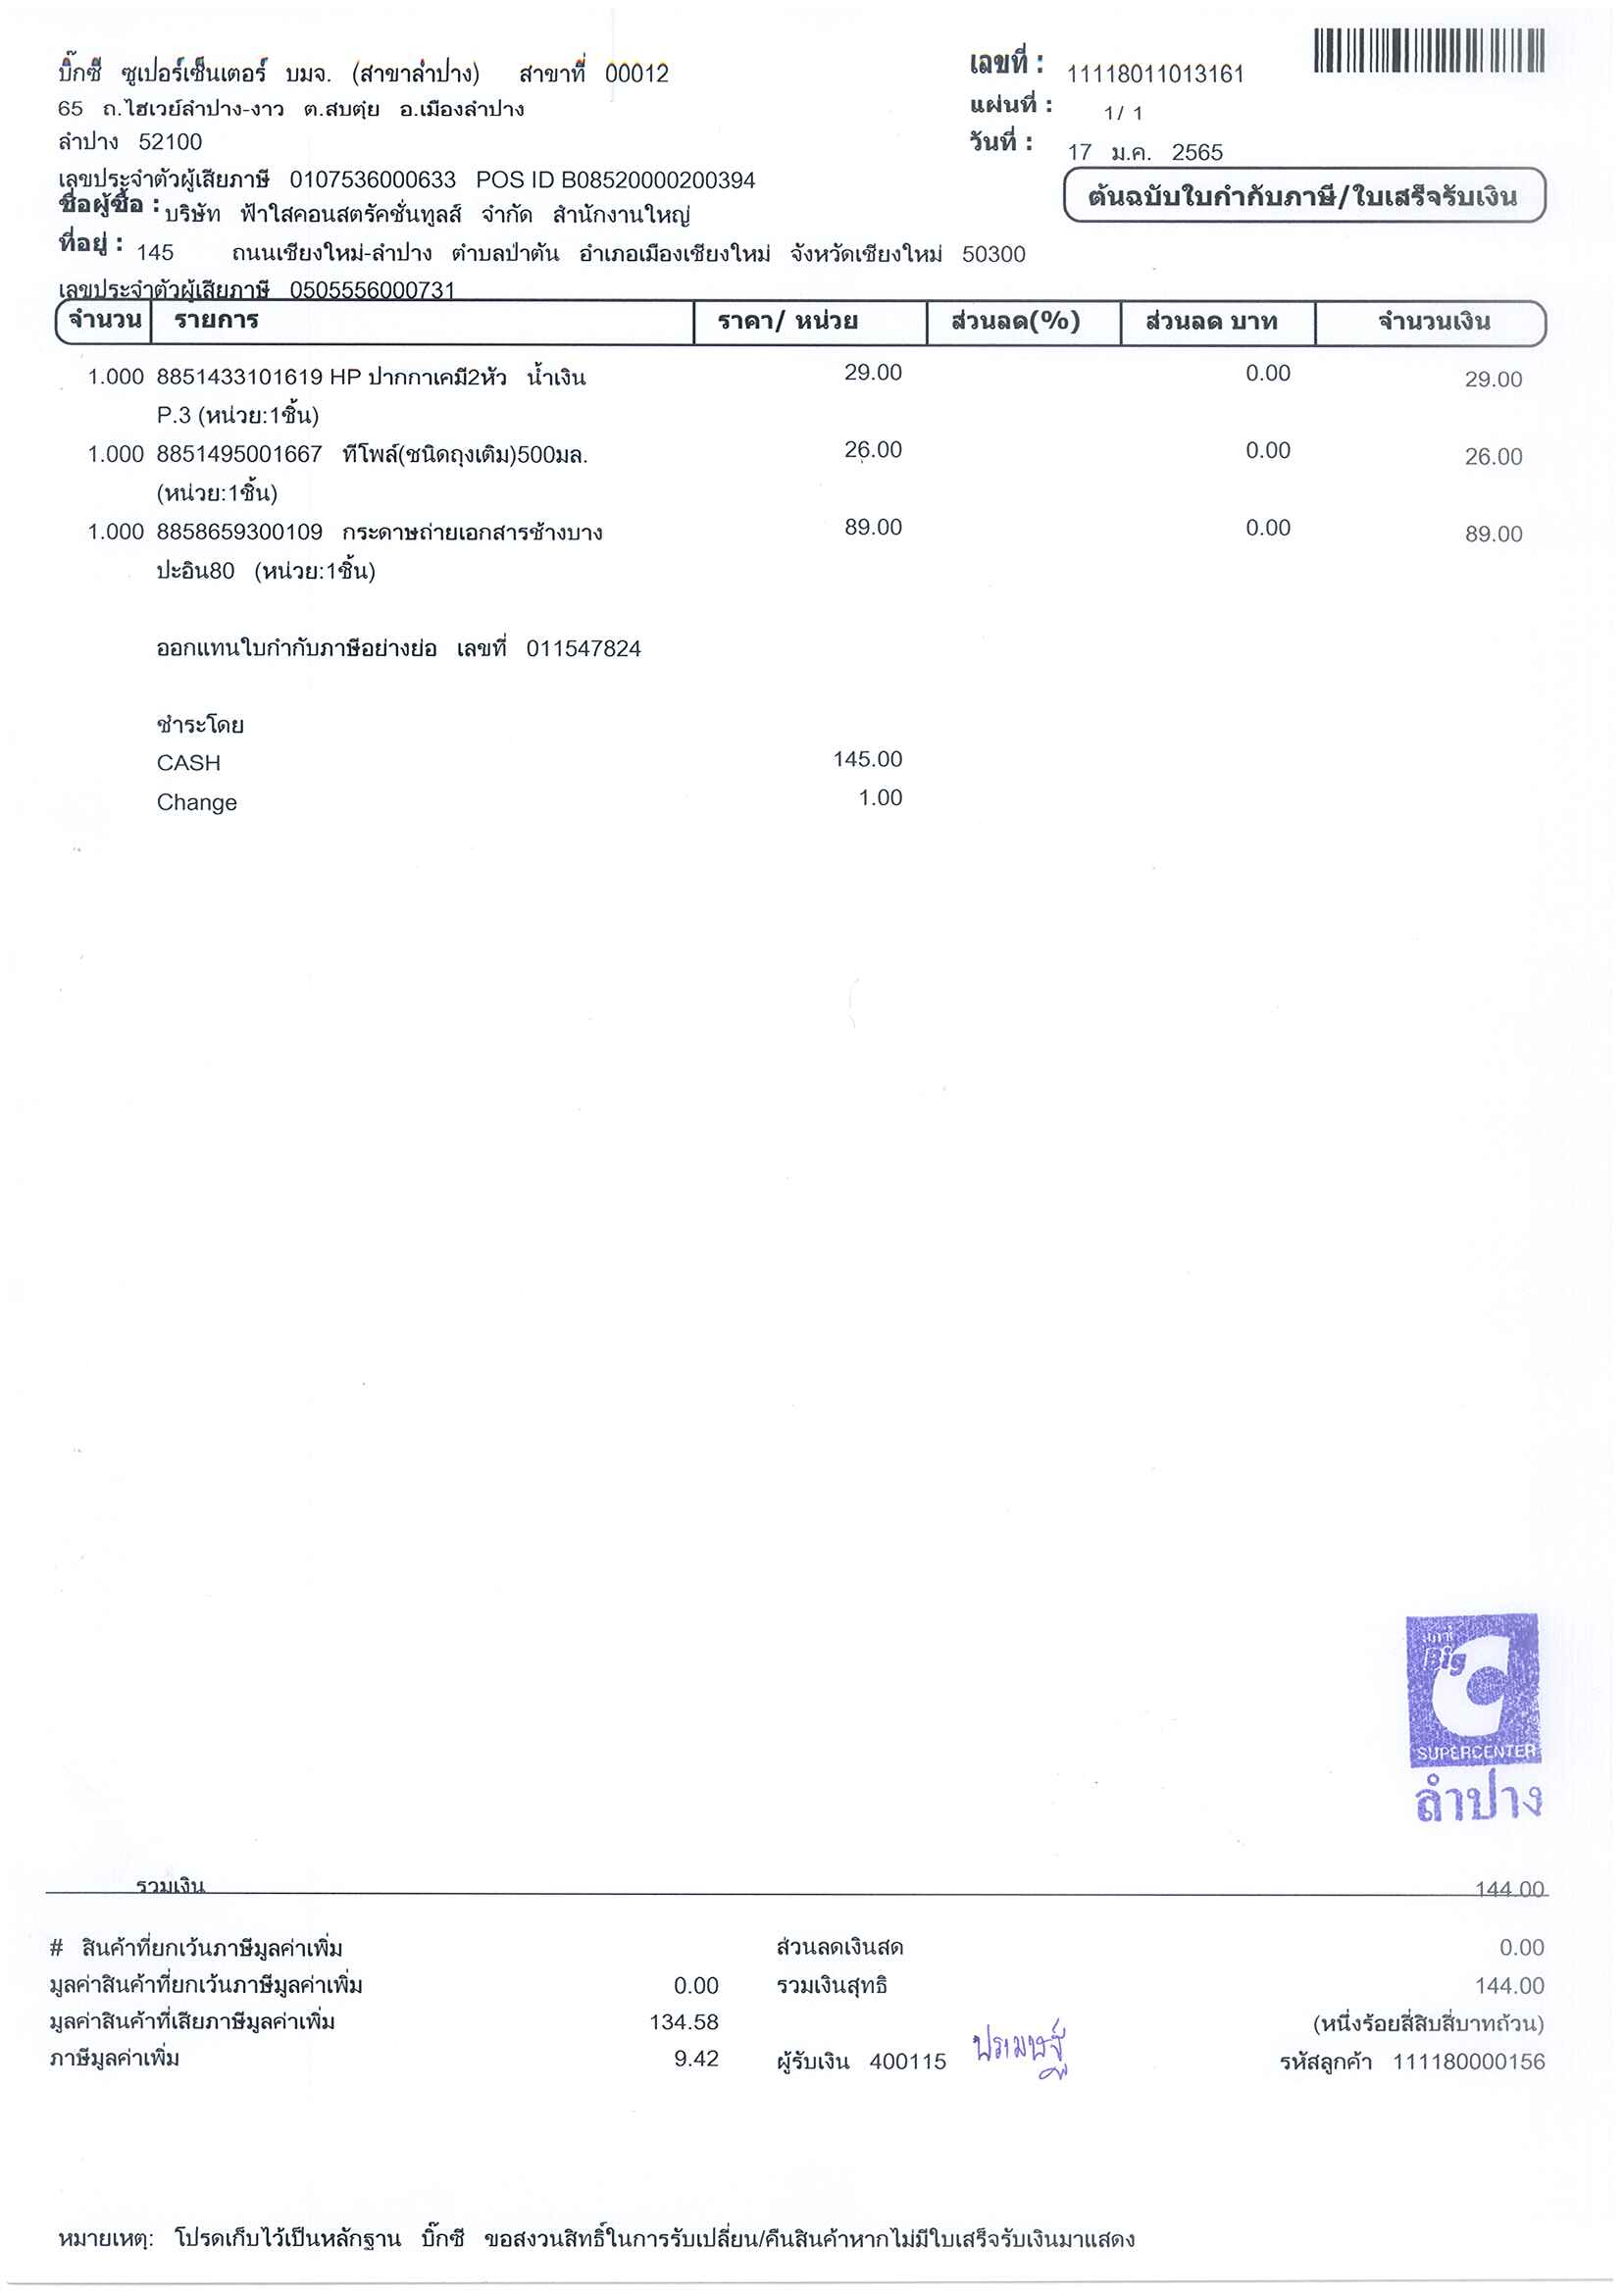 บิ๊กซี ซูเปอร์เซ็นเตอร์ บมจ. (สาขาลำปาง) สาขาที่ 00012
65 ถ.ไฮเวย์ลำปาง-งาว ต.สบตุ๋ย อ.เมืองลำปาง
ลำปาง 52100
เลขประจำตัวผู้เสียภาษี 0107536000633 POS ID B08520000200394
เลขที่ : 11118011013161
แผ่นที่ : 1/ 1
วันที่ : 17 ม.ค. 2565
ต้นฉบับใบกำกับภาษี/ใบเสร็จรับเงิน
ชื่อผู้ซื้อ : บริษัท ฟ้าใสคอนสตรัคชั่นทูลส์ จำกัด สำนักงานใหญ่
ที่อยู่ : 145 ถนนเชียงใหม่-ลำปาง ตำบลป่าตัน อำเภอเมืองเชียงใหม่ จังหวัดเชียงใหม่ 50300
เลขประจำตัวผู้เสียภาษี 0505556000731
จำนวน รายการ ราคา/ หน่วย ส่วนลด(%) ส่วนลด บาท จำนวนเงิน
1.000 8851433101619 HP ปากกาเคมี2หัว น้ำเงิน 29.00 0.00 29.00
P.3 (หน่วย:1ชิ้น)
1.000 8851495001667 ทีโพล์(ชนิดถุงเติม)500มล. 26.00 0.00 26.00
(หน่วย:1ชิ้น)
1.000 8858659300109 กระดาษถ่ายเอกสารช้างบาง 89.00 0.00 89.00
ปะอิน80 (หน่วย:1ชิ้น)
ออกแทนใบกำกับภาษีอย่างย่อ เลขที่ 011547824
ชำระโดย
CASH 145.00
Change 1.00
Big C
SUPERCENTER
ลำปาง
รวมเงิน 144.00
# สินค้าที่ยกเว้นภาษีมูลค่าเพิ่ม ส่วนลดเงินสด 0.00
มูลค่าสินค้าที่ยกเว้นภาษีมูลค่าเพิ่ม 0.00 รวมเงินสุทธิ 144.00
มูลค่าสินค้าที่เสียภาษีมูลค่าเพิ่ม 134.58 (หนึ่งร้อยสี่สิบสี่บาทถ้วน)
ภาษีมูลค่าเพิ่ม 9.42 ผู้รับเงิน 400115 รหัสลูกค้า 111180000156
หมายเหตุ: โปรดเก็บไว้เป็นหลักฐาน บิ๊กซี ขอสงวนสิทธิ์ในการรับเปลี่ยน/คืนสินค้าหากไม่มีใบเสร็จรับเงินมาแสดง